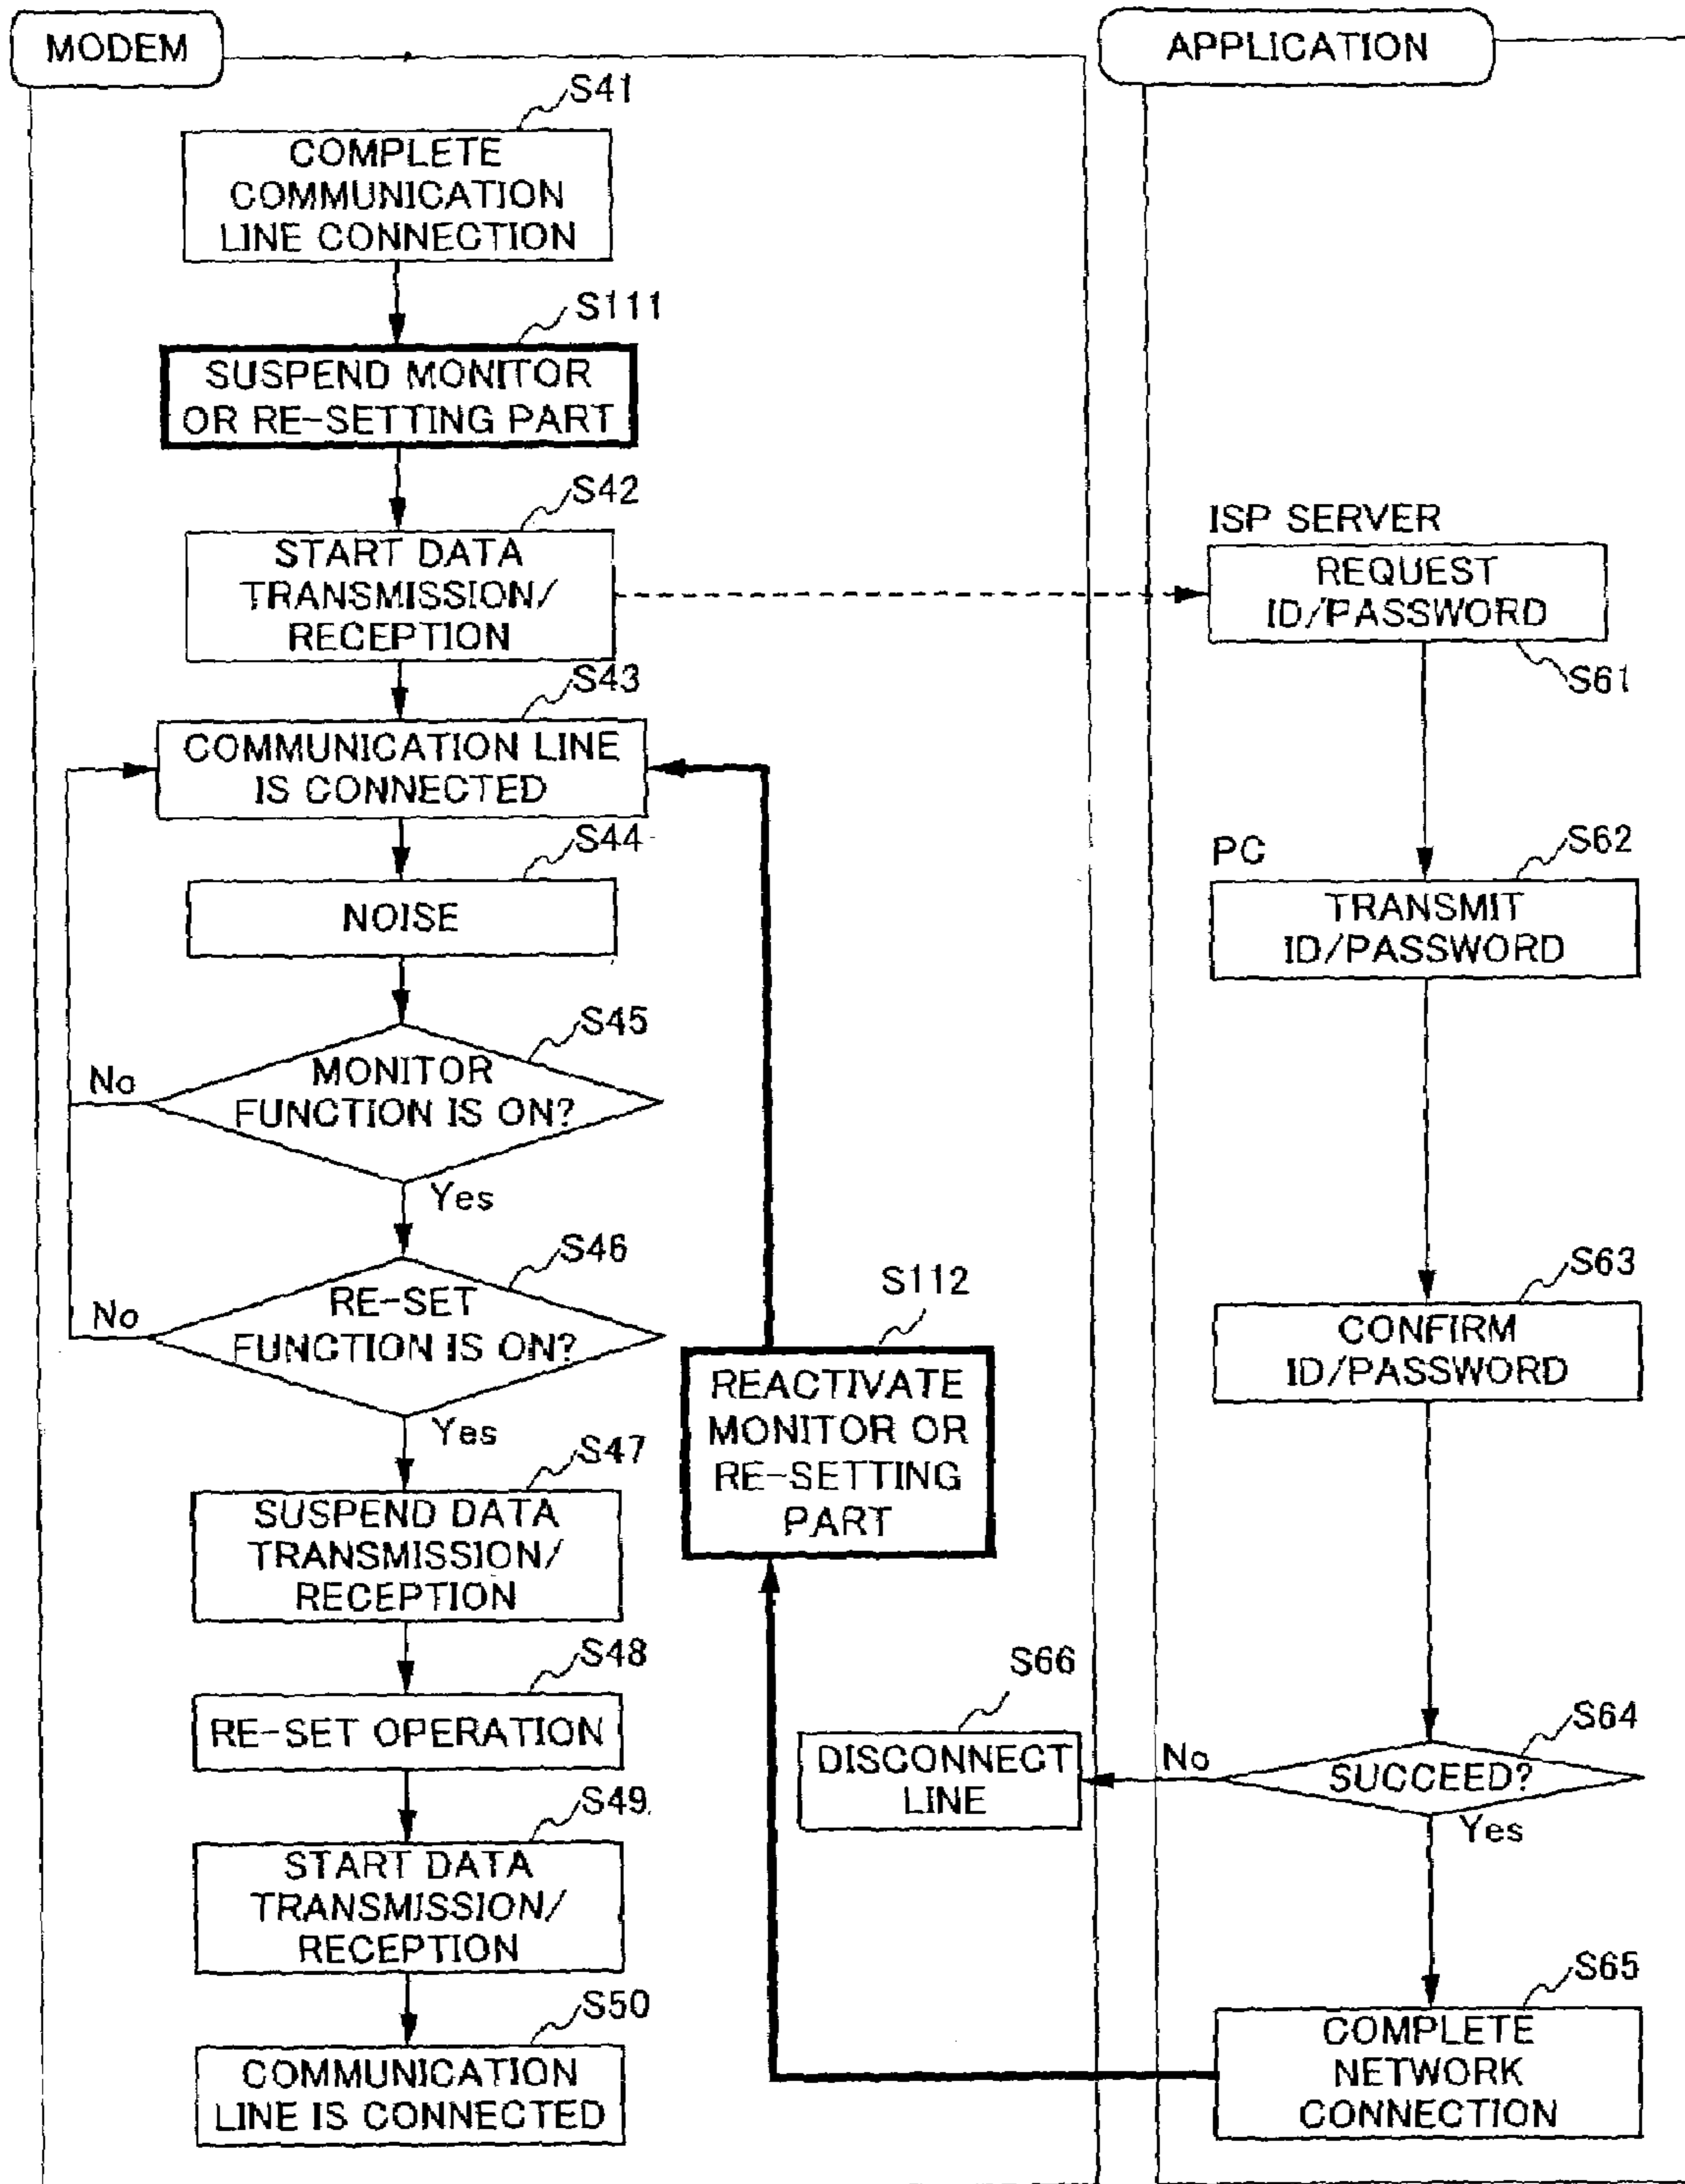 MODEM
APPLICATION
S41
COMPLETE
COMMUNICATION
LINE CONNECTION
S111
SUSPEND MONITOR
OR RE-SETTING PART
S42
START DATA
TRANSMISSION/
RECEPTION
S43
COMMUNICATION LINE
IS CONNECTED
S44
NOISE
S45
MONITOR
FUNCTION IS ON?
No
Yes
S46
RE-SET
FUNCTION IS ON?
No
Yes
S47
SUSPEND DATA
TRANSMISSION/
RECEPTION
S48
RE-SET OPERATION
S49
START DATA
TRANSMISSION/
RECEPTION
S50
COMMUNICATION
LINE IS CONNECTED
S112
REACTIVATE
MONITOR OR
RE-SETTING
PART
S66
DISCONNECT
LINE
ISP SERVER
REQUEST
ID/PASSWORD
S61
PC
S62
TRANSMIT
ID/PASSWORD
S63
CONFIRM
ID/PASSWORD
S64
SUCCEED?
No
Yes
S65
COMPLETE
NETWORK
CONNECTION